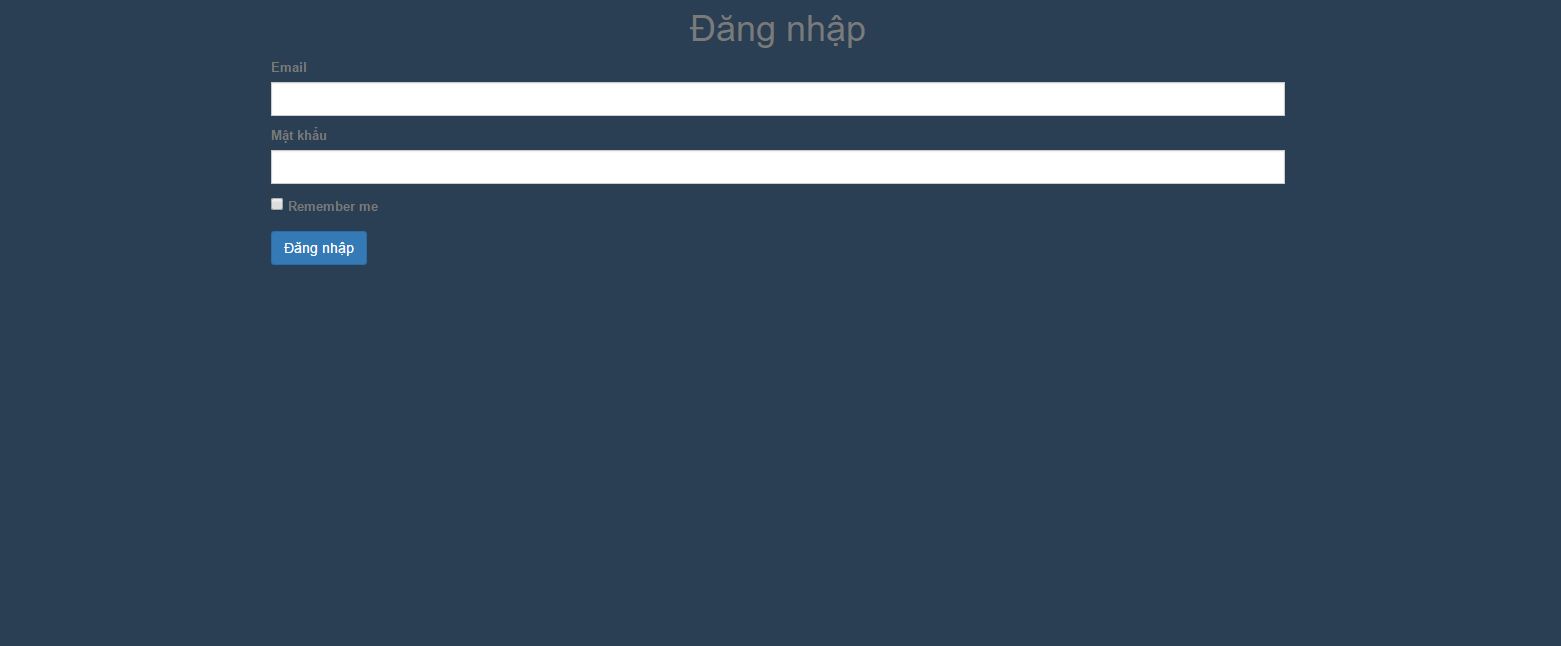 Đăng nhập
Email
Mật khẩu
Remember me
Đăng nhập